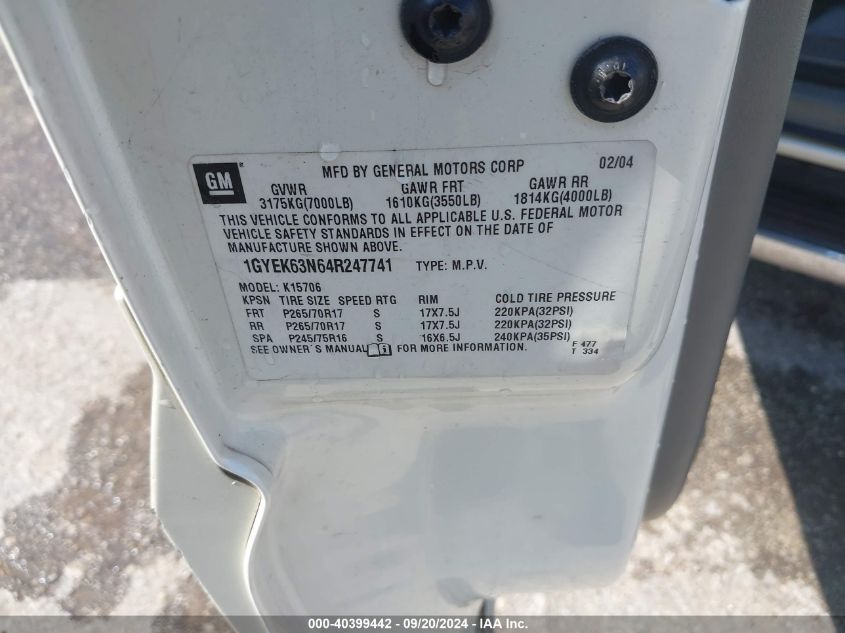 GM
MFD BY GENERAL MOTORS CORP 02/04
GVWR GAWR FRT GAWR RR
3175KG(7000LB) 1610KG(3550LB) 1814KG(4000LB)
THIS VEHICLE CONFORMS TO ALL APPLICABLE U.S. FEDERAL MOTOR
VEHICLE SAFETY STANDARDS IN EFFECT ON THE DATE OF
MANUFACTURE SHOWN ABOVE.
1GYEK63N64R247741 TYPE: M.P.V.
MODEL: K15706
KPSN TIRE SIZE SPEED RTG RIM COLD TIRE PRESSURE
FRT P265/70R17 S 17X7.5J 220KPA(32PSI)
RR P265/70R17 S 17X7.5J 220KPA(32PSI)
SPA P245/75R16 S 16X6.5J 240KPA(35PSI)
SEE OWNER'S MANUAL FOR MORE INFORMATION.
F 477
T 334
000-40399442 - 09/20/2024 - IAA Inc.